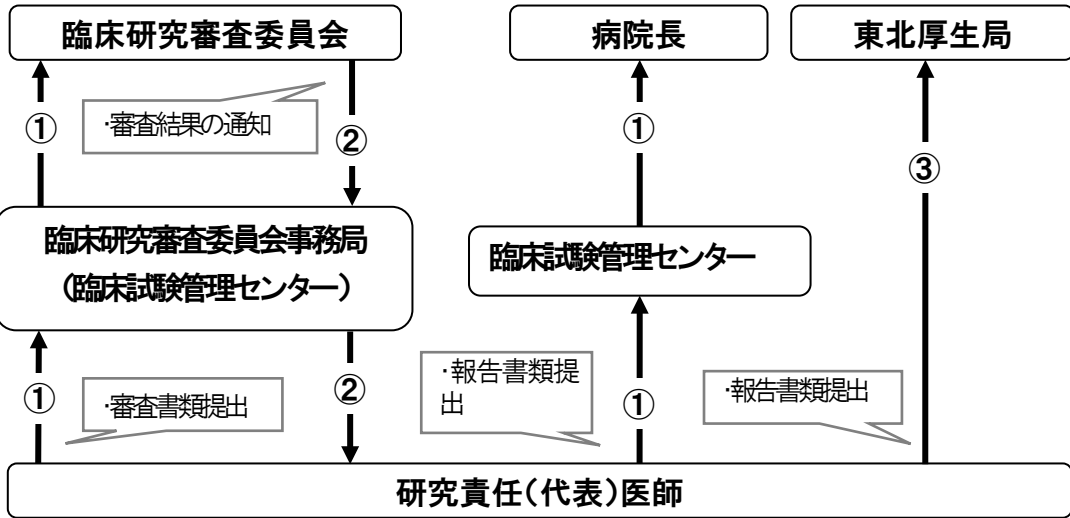 臨床研究審査委員会
病院長
東北厚生局
①
・審査結果の通知
②
①
③
臨床研究審査委員会事務局
(臨床試験管理センター)
臨床試験管理センター
①
・審査書類提出
②
・報告書類提
出
①
・報告書類提出
研究責任(代表)医師